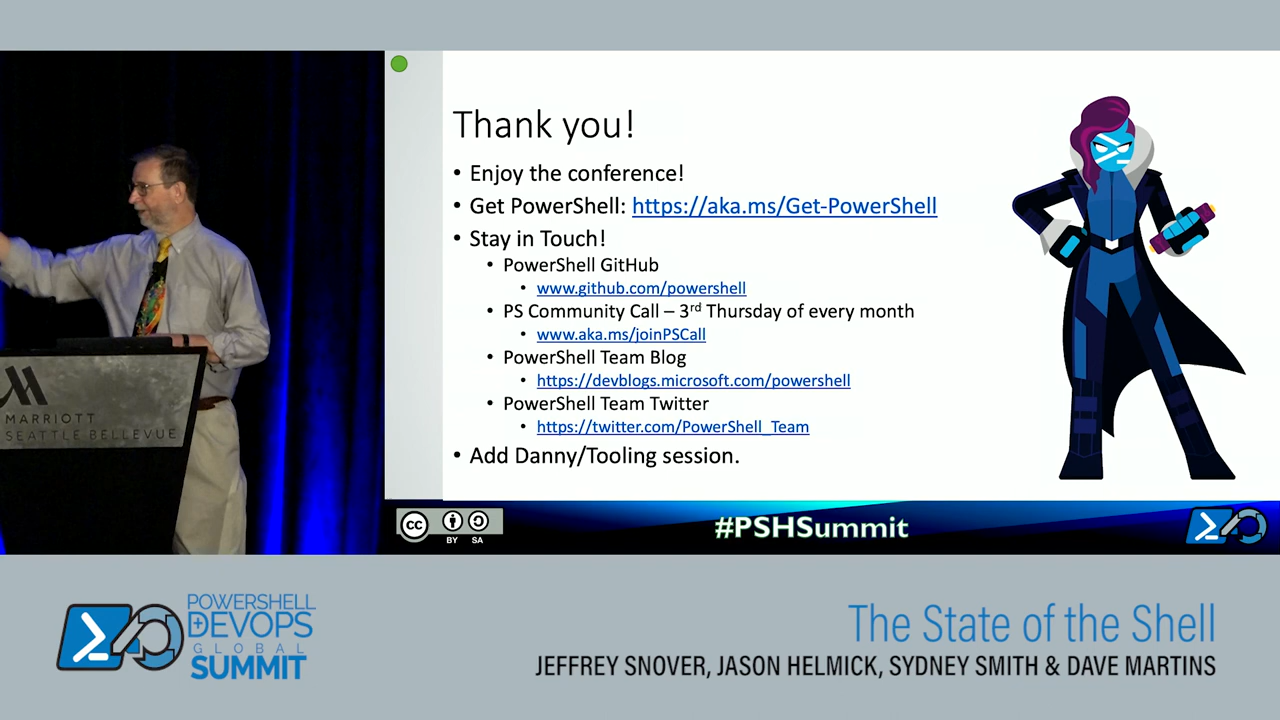 Thank you!
• Enjoy the conference!
• Get PowerShell: https://aka.ms/Get-PowerShell
• Stay in Touch!
• PowerShell GitHub
• www.github.com/powershell
• PS Community Call – 3rd Thursday of every month
• www.aka.ms/joinPSCall
• PowerShell Team Blog
• https://devblogs.microsoft.com/powershell
• PowerShell Team Twitter
• https://twitter.com/PowerShell_Team
• Add Danny/Tooling session.
MARRIOTT
SEATTLE BELLEVUE
cc
BY SA
#PSHSummit
POWERSHELL
+DEVOPS
GLOBAL
SUMMIT
The State of the Shell
JEFFREY SNOVER, JASON HELMICK, SYDNEY SMITH & DAVE MARTINS